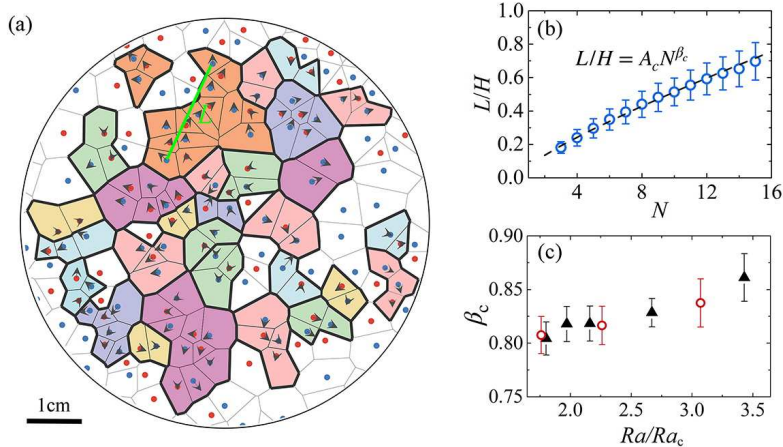 (a)
1cm
(b)
L/H = A_c N^{β_c}
L/H
1.0
0.8
0.6
0.4
0.2
0.0
4 8 12 16
N
(c)
β_c
0.90
0.85
0.80
0.75
2.0 2.5 3.0 3.5
Ra/Ra_c